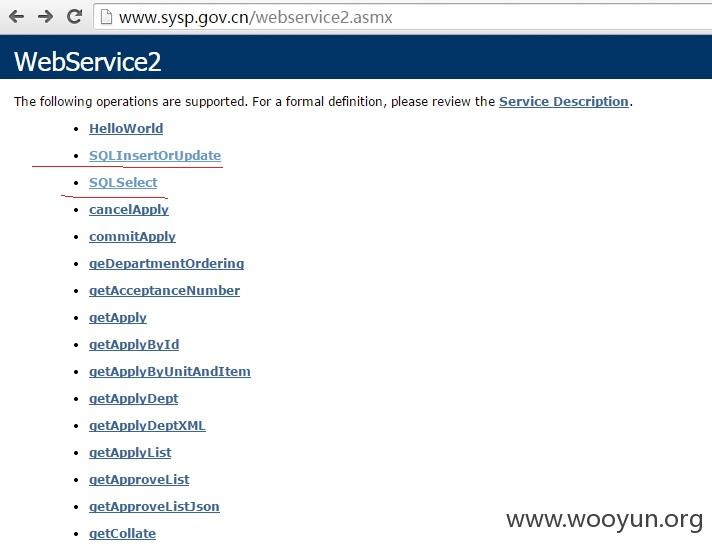 www.sysp.gov.cn/webservice2.asmx
WebService2
The following operations are supported. For a formal definition, please review the Service Description.
HelloWorld
SQLInsertOrUpdate
SQLSelect
cancelApply
commitApply
geDepartmentOrdering
getAcceptanceNumber
getApply
getApplyById
getApplyByUnitAndItem
getApplyDept
getApplyDeptXML
getApplyList
getApproveList
getApproveListJson
getCollate
www.wooyun.org